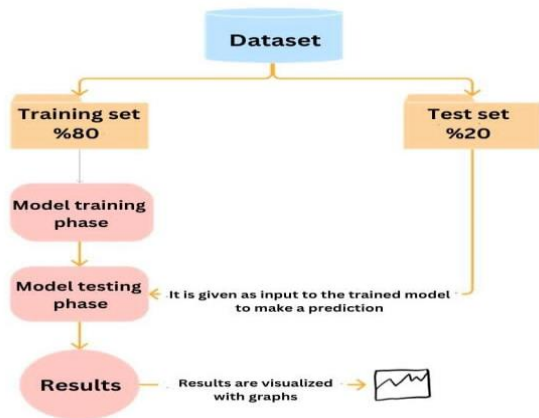 Dataset
Training set
%80
Test set
%20
Model training
phase
Model testing
phase
It is given as input to the trained model
to make a prediction
Results
Results are visualized
with graphs